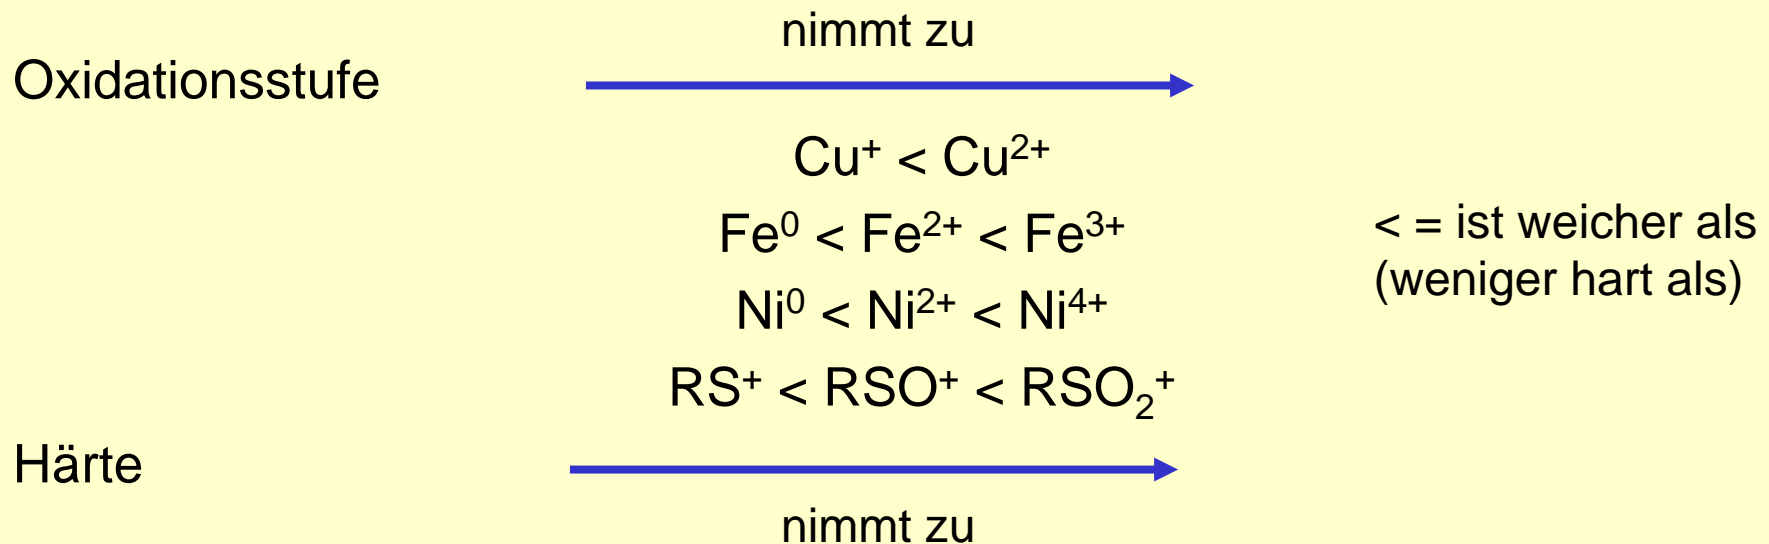 nimmt zu
Oxidationsstufe
Cu⁺ < Cu²⁺
Fe⁰ < Fe²⁺ < Fe³⁺
Ni⁰ < Ni²⁺ < Ni⁴⁺
RS⁺ < RSO⁺ < RSO₂⁺
< = ist weicher als
(weniger hart als)
Härte
nimmt zu